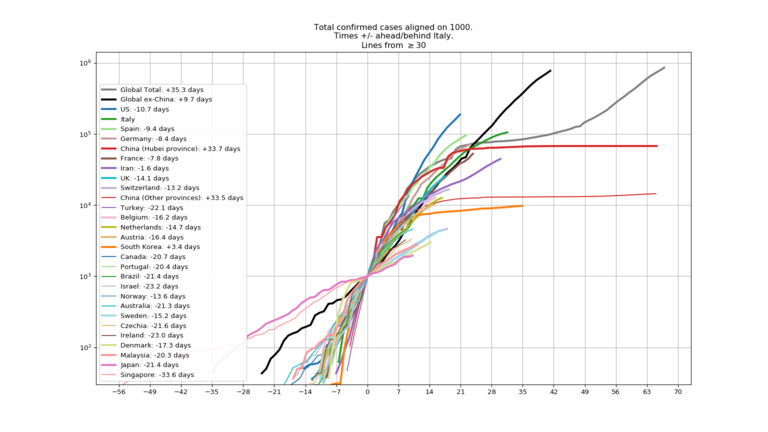 Total confirmed cases aligned on 1000.
Times +/- ahead/behind Italy.
Lines from ≥ 30
10⁶
10⁵
10⁴
10³
10²
Global Total: +35.3 days
Global ex-China: +9.7 days
US: -10.7 days
Italy
Spain: -9.4 days
Germany: -8.4 days
China (Hubei province): +33.7 days
France: -7.8 days
Iran: -1.6 days
UK: -14.1 days
Switzerland: -13.2 days
China (Other provinces): +33.5 days
Turkey: -22.1 days
Belgium: -16.2 days
Netherlands: -14.7 days
Austria: -16.4 days
South Korea: +3.4 days
Canada: -20.7 days
Portugal: -20.4 days
Brazil: -21.4 days
Israel: -23.2 days
Norway: -13.6 days
Australia: -21.3 days
Sweden: -15.2 days
Czechia: -21.6 days
Ireland: -23.0 days
Denmark: -17.3 days
Malaysia: -20.3 days
Japan: -21.4 days
Singapore: -33.6 days
−56 −49 −42 −35 −28 −21 −14 −7 0 7 14 21 28 35 42 49 56 63 70